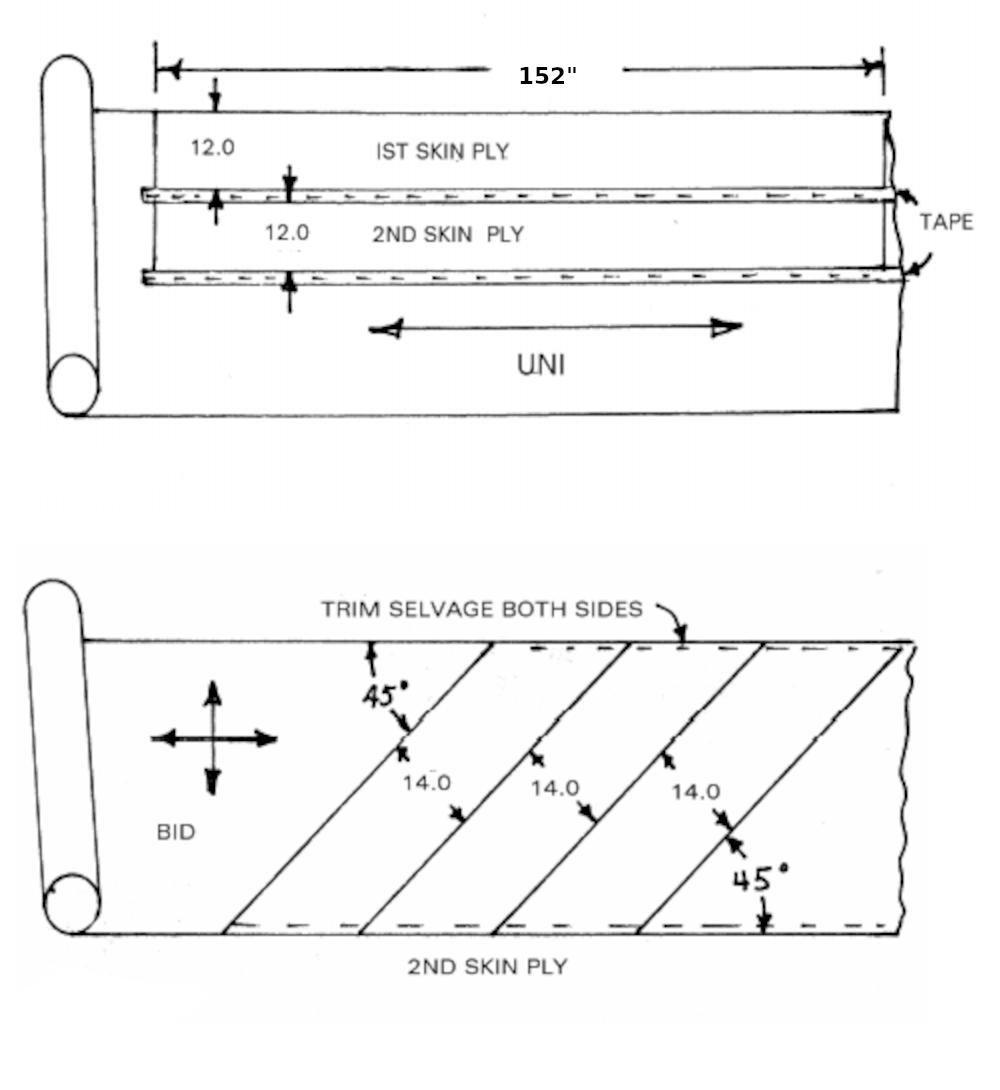 152"
12.0
IST SKIN PLY
12.0
2ND SKIN PLY
TAPE
UNI
TRIM SELVAGE BOTH SIDES
45°
14.0
14.0
14.0
BID
45°
2ND SKIN PLY